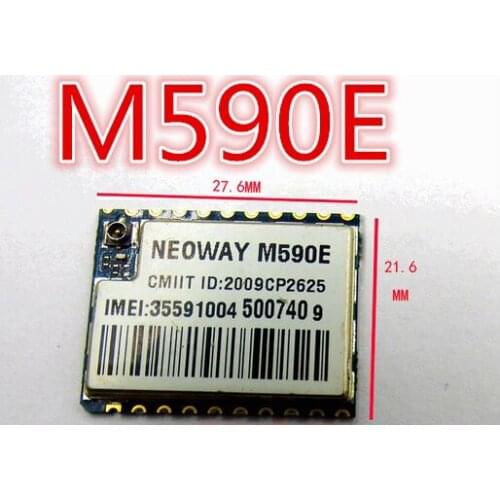 M590E
27.6MM
21.6
MM
NEOWAY M590E
CMIIT ID:2009CP2625
IMEI:35591004 500740 9